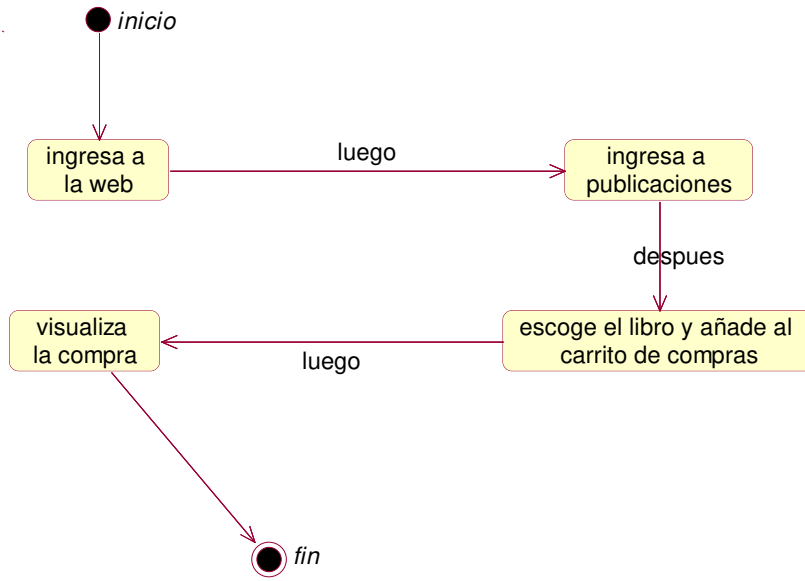 inicio
ingresa a
la web
luego
ingresa a
publicaciones
despues
escoge el libro y añade al
carrito de compras
luego
visualiza
la compra
fin